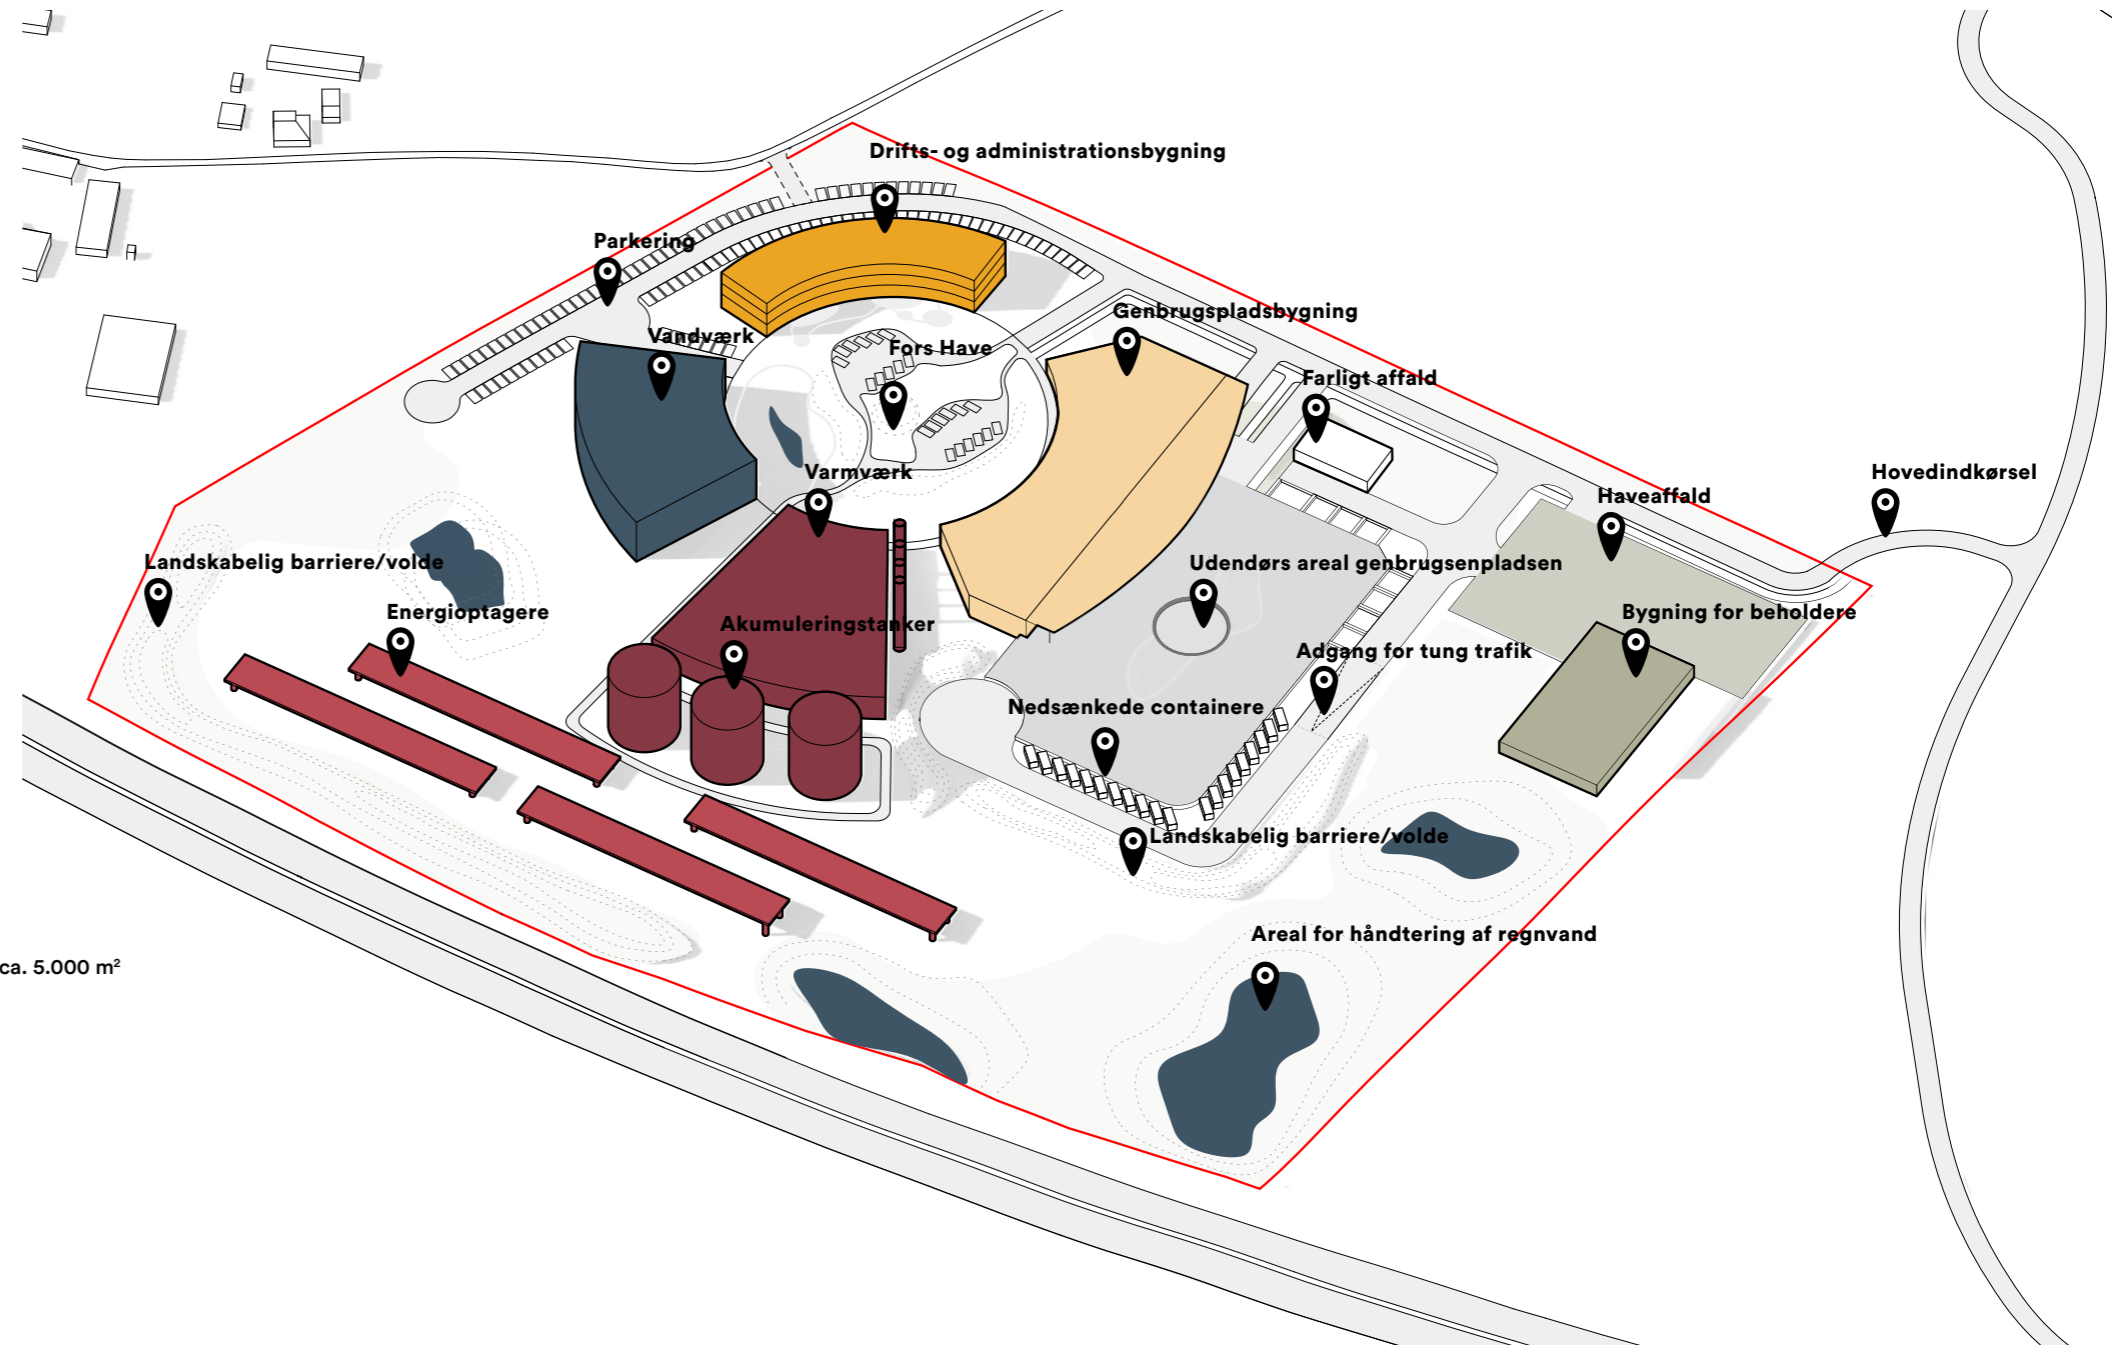 Drifts- og administrationsbygning
Parkering
Genbrugspladsbygning
Vandværk
Fors Have
Farligt affald
Varmværk
Hovedindkørsel
Haveaffald
Landskabelig barriere/volde
Udendørs areal genbrugsenpladsen
Energioptagere
Bygning for beholdere
Akumuleringstanker
Adgang for tung trafik
Nedsænkede containere
Landskabelig barriere/volde
Areal for håndtering af regnvand
ca. 5.000 m²